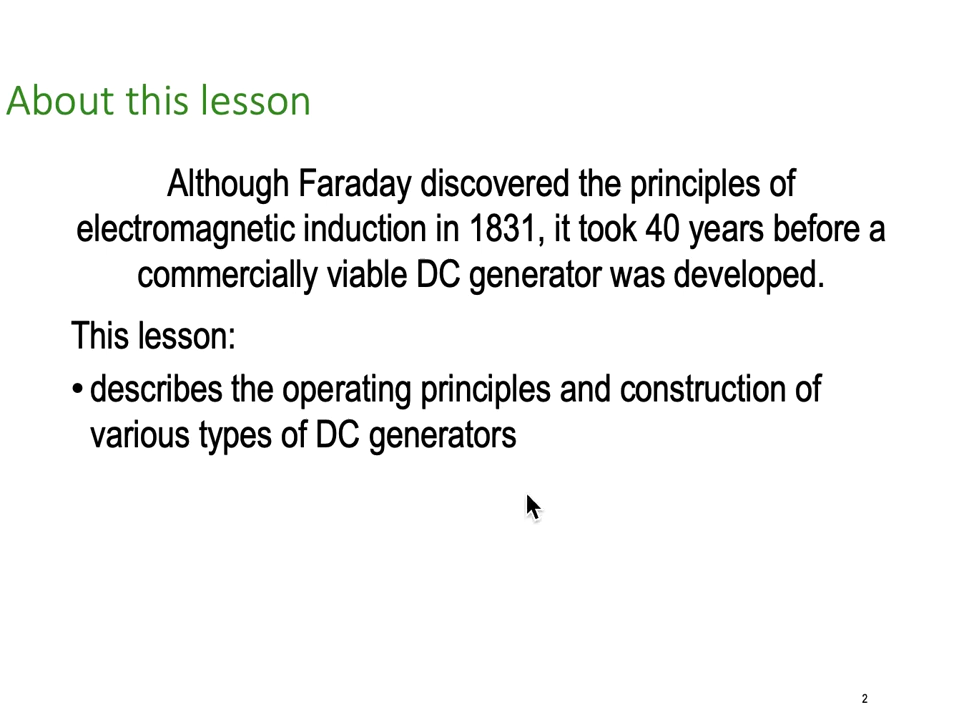 About this lesson
Although Faraday discovered the principles of
electromagnetic induction in 1831, it took 40 years before a
commercially viable DC generator was developed.
This lesson:
• describes the operating principles and construction of
various types of DC generators
2